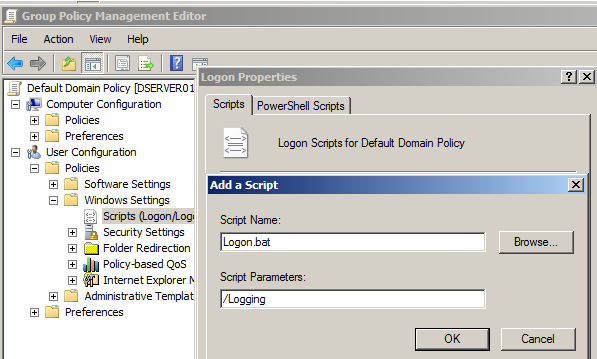 Group Policy Management Editor
File Action View Help
Default Domain Policy [DSERVER01
Computer Configuration
Policies
Preferences
User Configuration
Policies
Software Settings
Windows Settings
Scripts (Logon/Log
Security Settings
Folder Redirection
Policy-based QoS
Internet Explorer M
Administrative Templat
Preferences
Logon Properties
Scripts PowerShell Scripts
Logon Scripts for Default Domain Policy
Add a Script
Script Name:
Logon.bat Browse...
Script Parameters:
/Logging
OK Cancel